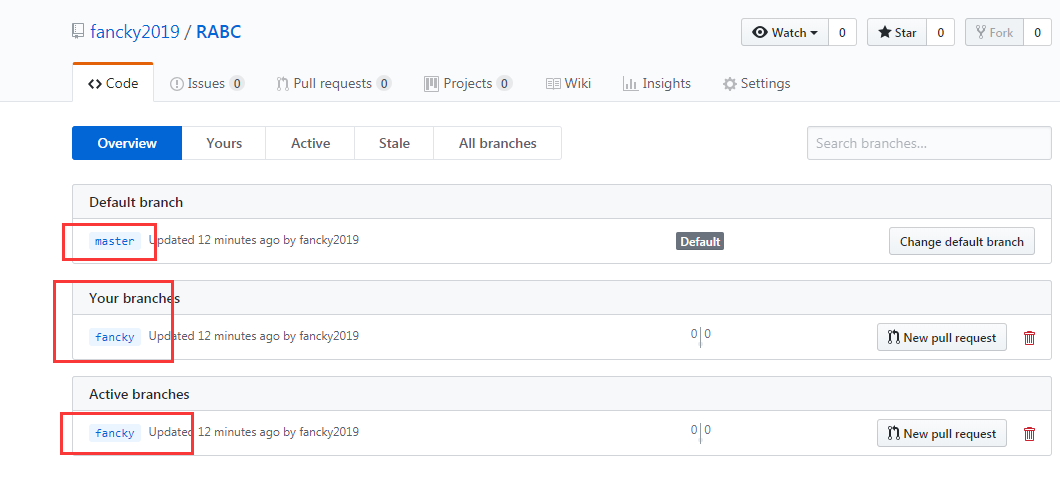 fancky2019 / RABC
Watch 0 Star 0 Fork 0
Code Issues 0 Pull requests 0 Projects 0 Wiki Insights Settings
Overview Yours Active Stale All branches Search branches...
Default branch
master Updated 12 minutes ago by fancky2019 Default Change default branch
Your branches
fancky Updated 12 minutes ago by fancky2019 0 0 New pull request
Active branches
fancky Updated 12 minutes ago by fancky2019 0 0 New pull request